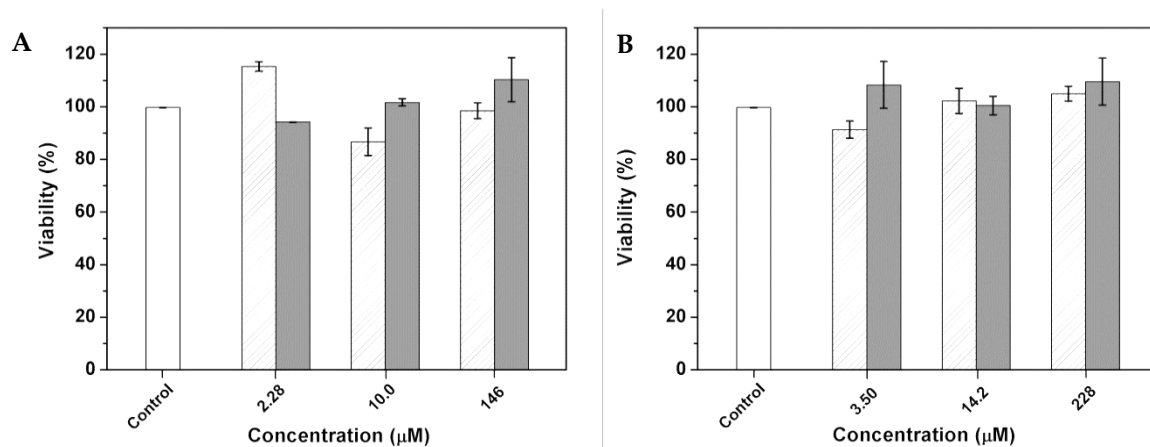 A
Viability (%)
120
100
80
60
40
20
0
Control
2.28
10.0
146
Concentration (μM)
B
Viability (%)
120
100
80
60
40
20
0
Control
3.50
14.2
228
Concentration (μM)